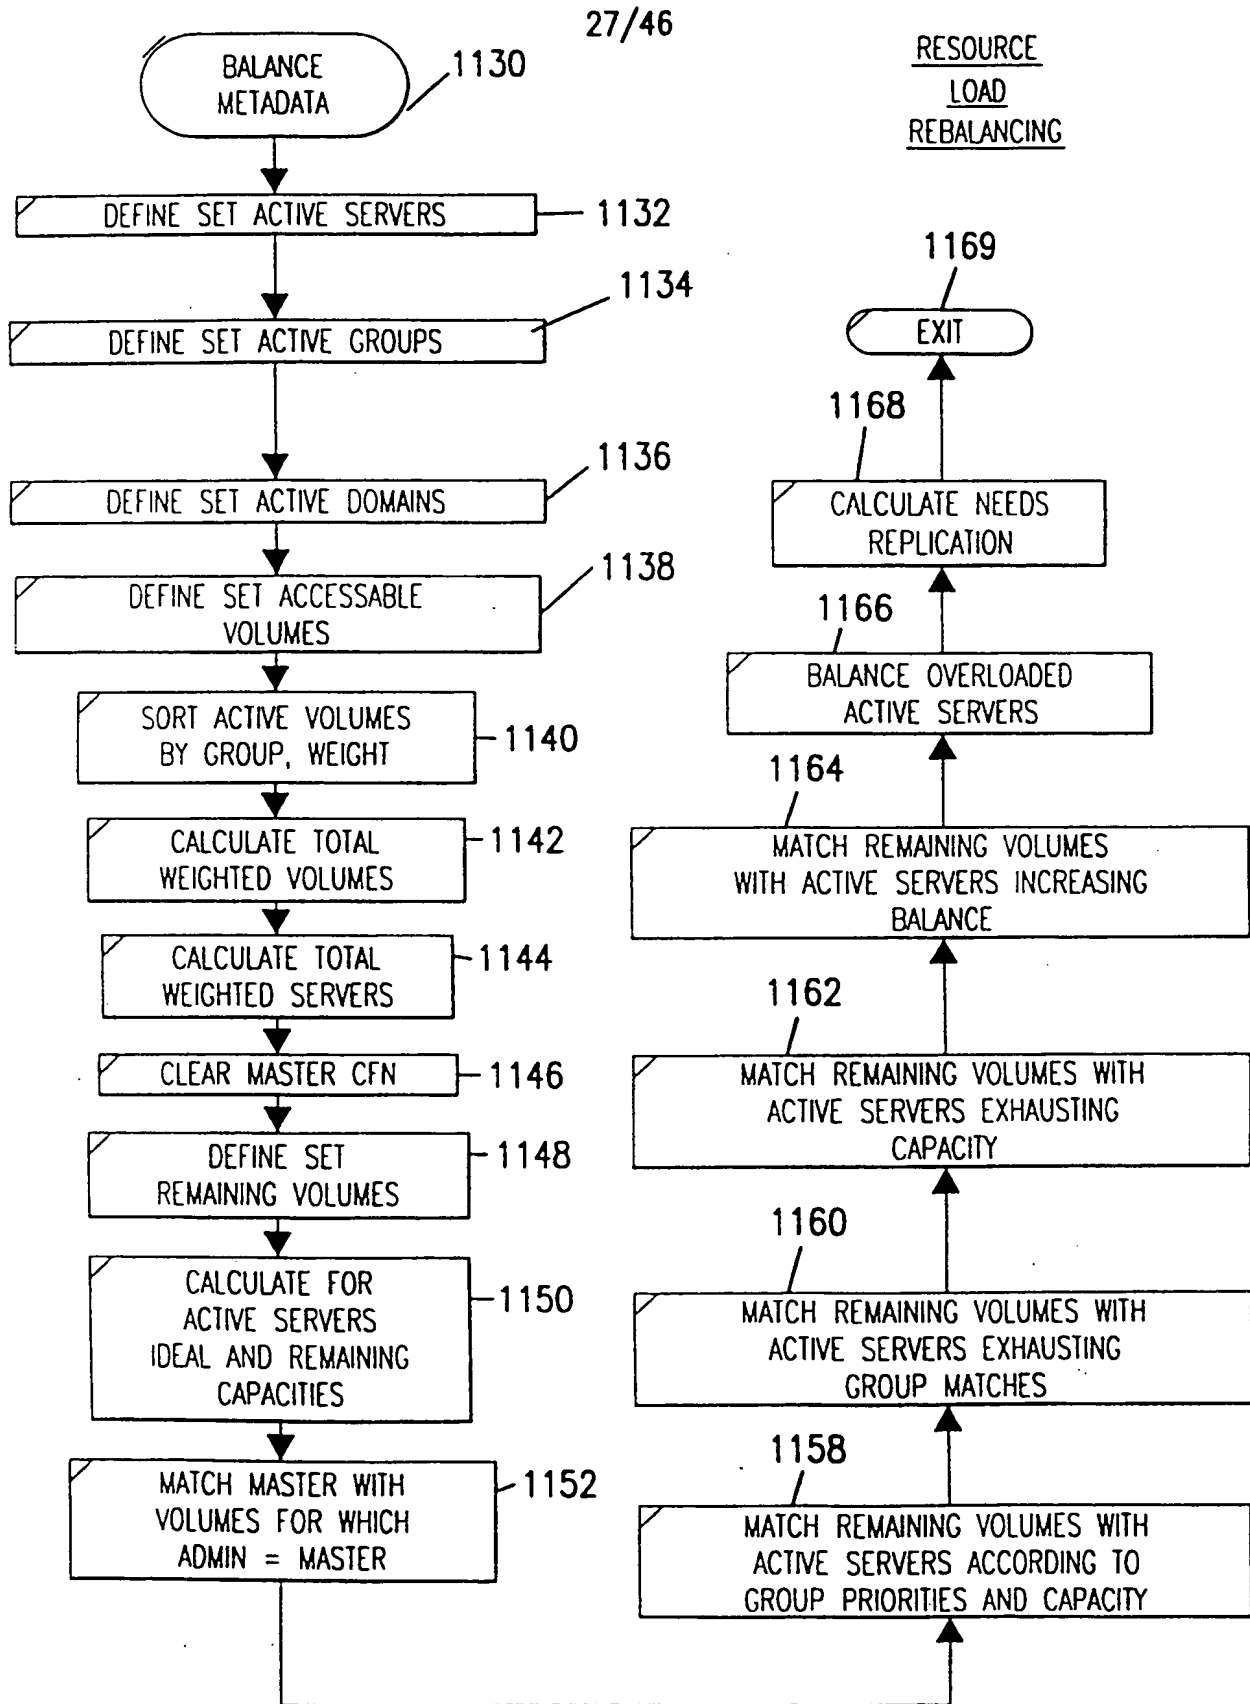 27/46
RESOURCE
LOAD
REBALANCING
BALANCE
METADATA
1130
DEFINE SET ACTIVE SERVERS
1132
DEFINE SET ACTIVE GROUPS
1134
DEFINE SET ACTIVE DOMAINS
1136
DEFINE SET ACCESSABLE
VOLUMES
1138
SORT ACTIVE VOLUMES
BY GROUP, WEIGHT
1140
CALCULATE TOTAL
WEIGHTED VOLUMES
1142
CALCULATE TOTAL
WEIGHTED SERVERS
1144
CLEAR MASTER CFN
1146
DEFINE SET
REMAINING VOLUMES
1148
CALCULATE FOR
ACTIVE SERVERS
IDEAL AND REMAINING
CAPACITIES
1150
MATCH MASTER WITH
VOLUMES FOR WHICH
ADMIN = MASTER
1152
1158
MATCH REMAINING VOLUMES WITH
ACTIVE SERVERS ACCORDING TO
GROUP PRIORITIES AND CAPACITY
1160
MATCH REMAINING VOLUMES WITH
ACTIVE SERVERS EXHAUSTING
GROUP MATCHES
1162
MATCH REMAINING VOLUMES WITH
ACTIVE SERVERS EXHAUSTING
CAPACITY
1164
MATCH REMAINING VOLUMES
WITH ACTIVE SERVERS INCREASING
BALANCE
1166
BALANCE OVERLOADED
ACTIVE SERVERS
1168
CALCULATE NEEDS
REPLICATION
1169
EXIT